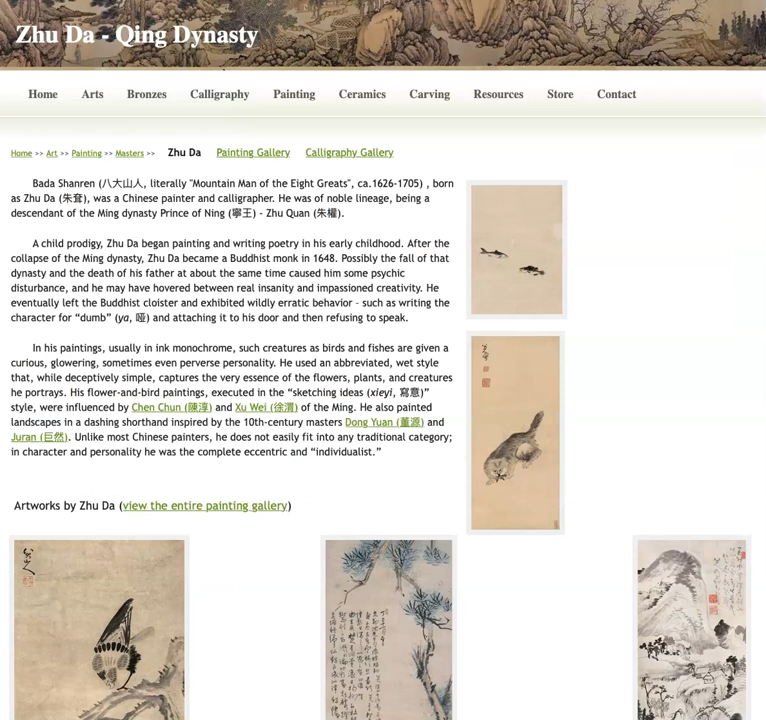 Zhu Da - Qing Dynasty
Home Arts Bronzes Calligraphy Painting Ceramics Carving Resources Store Contact
Home >> Art >> Painting >> Masters >> Zhu Da Painting Gallery Calligraphy Gallery
Bada Shanren (八大山人, literally "Mountain Man of the Eight Greats", ca.1626-1705) , born
as Zhu Da (朱耷), was a Chinese painter and calligrapher. He was of noble lineage, being a
descendant of the Ming dynasty Prince of Ning (寧王) - Zhu Quan (朱權).
A child prodigy, Zhu Da began painting and writing poetry in his early childhood. After the
collapse of the Ming dynasty, Zhu Da became a Buddhist monk in 1648. Possibly the fall of that
dynasty and the death of his father at about the same time caused him some psychic
disturbance, and he may have hovered between real insanity and impassioned creativity. He
eventually left the Buddhist cloister and exhibited wildly erratic behavior – such as writing the
character for “dumb” (ya, 啞) and attaching it to his door and then refusing to speak.
In his paintings, usually in ink monochrome, such creatures as birds and fishes are given a
curious, glowering, sometimes even perverse personality. He used an abbreviated, wet style
that, while deceptively simple, captures the very essence of the flowers, plants, and creatures
he portrays. His flower-and-bird paintings, executed in the “sketching ideas (xieyi, 寫意)”
style, were influenced by Chen Chun (陳淳) and Xu Wei (徐渭) of the Ming. He also painted
landscapes in a dashing shorthand inspired by the 10th-century masters Dong Yuan (董源) and
Juran (巨然). Unlike most Chinese painters, he does not easily fit into any traditional category;
in character and personality he was the complete eccentric and “individualist.”
Artworks by Zhu Da (view the entire painting gallery)